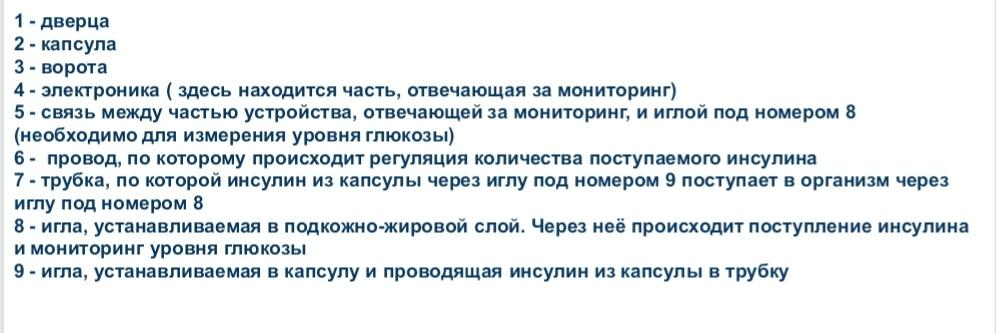 1 - дверца
2 - капсула
3 - ворота
4 - электроника ( здесь находится часть, отвечающая за мониторинг)
5 - связь между частью устройства, отвечающей за мониторинг, и иглой под номером 8
(необходимо для измерения уровня глюкозы)
6 -  провод, по которому происходит регуляция количества поступаемого инсулина
7 - трубка, по которой инсулин из капсулы через иглу под номером 9 поступает в организм через
иглу под номером 8
8 - игла, устанавливаемая в подкожно-жировой слой. Через неё происходит поступление инсулина
и мониторинг уровня глюкозы
9 - игла, устанавливаемая в капсулу и проводящая инсулин из капсулы в трубку